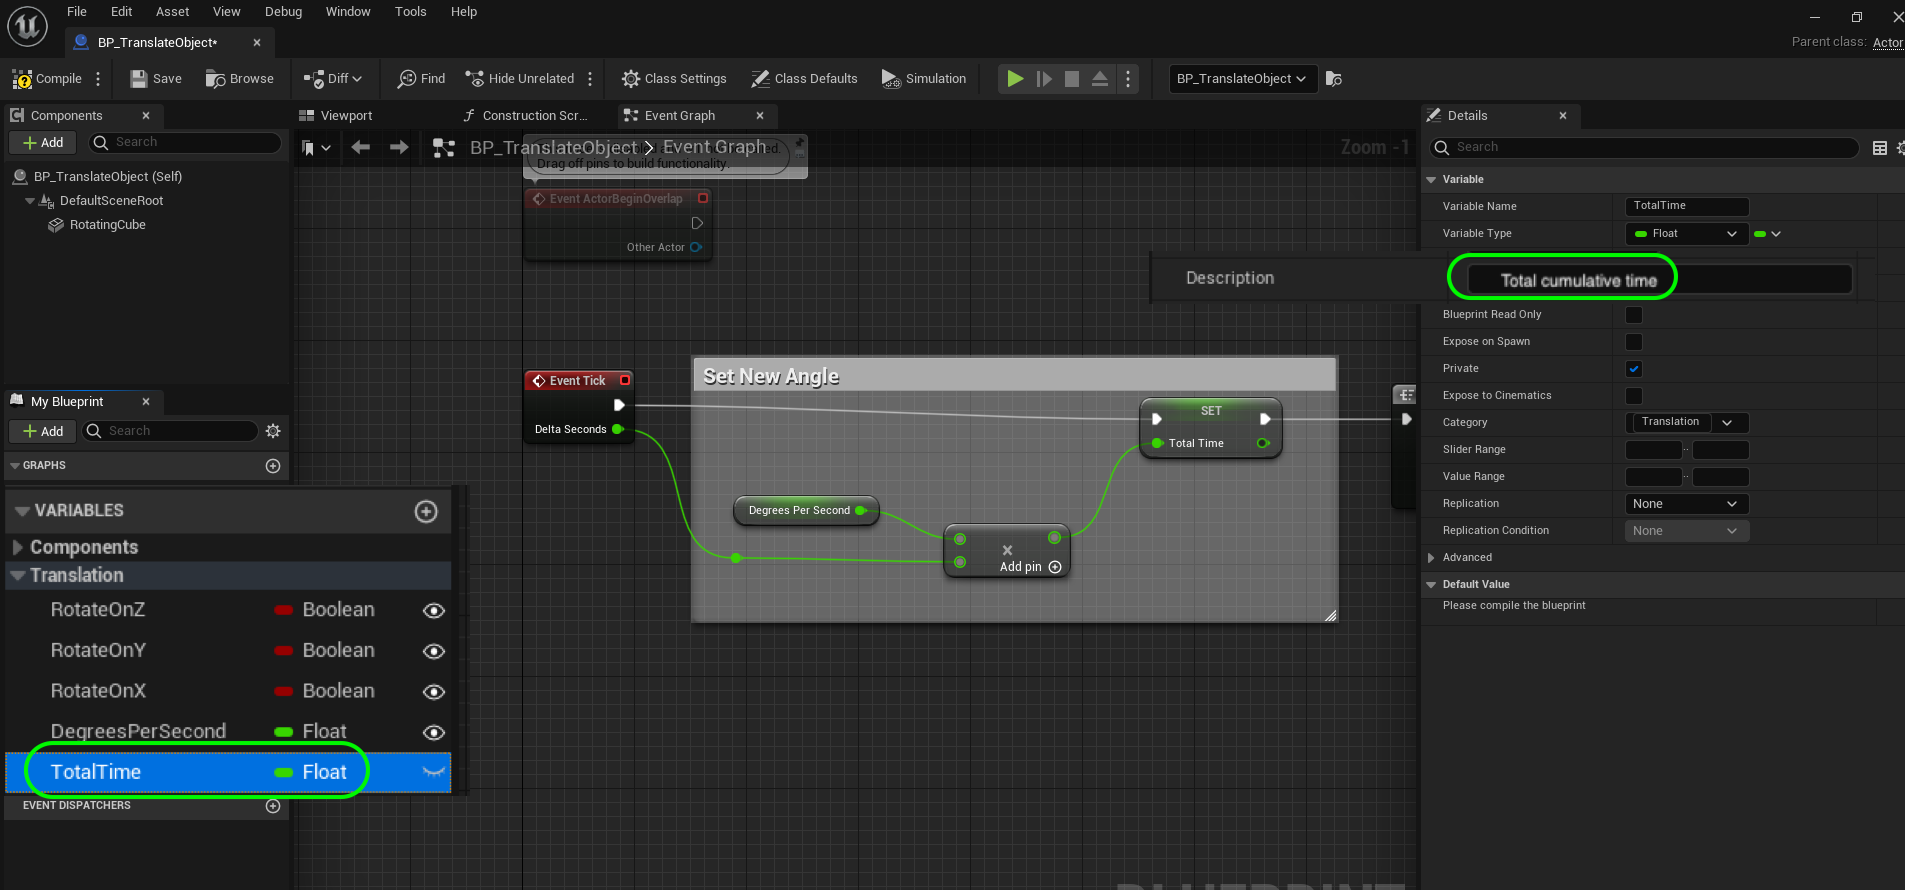 File Edit Asset View Debug Window Tools Help
BP_TranslateObject*
Parent class: Actor
Compile Save Browse Diff Find Hide Unrelated Class Settings Class Defaults Simulation BP_TranslateObject
Components
Add Search
BP_TranslateObject (Self)
DefaultSceneRoot
RotatingCube
My Blueprint
Add Search
GRAPHS
VARIABLES
Components
Translation
RotateOnZ Boolean
RotateOnY Boolean
RotateOnX Boolean
DegreesPerSecond Float
TotalTime Float
EVENT DISPATCHERS
Viewport Construction Scr... Event Graph
BP_TranslateObject > Event Graph
Zoom -1
Drag off pins to build functionality.
Event ActorBeginOverlap
Other Actor
Event Tick
Delta Seconds
Set New Angle
SET
Total Time
Degrees Per Second
x
Add pin
Details
Search
Variable
Variable Name TotalTime
Variable Type Float
Description Total cumulative time
Blueprint Read Only
Expose on Spawn
Private
Expose to Cinematics
Category Translation
Slider Range
Value Range
Replication None
Replication Condition None
Advanced
Default Value
Please compile the blueprint